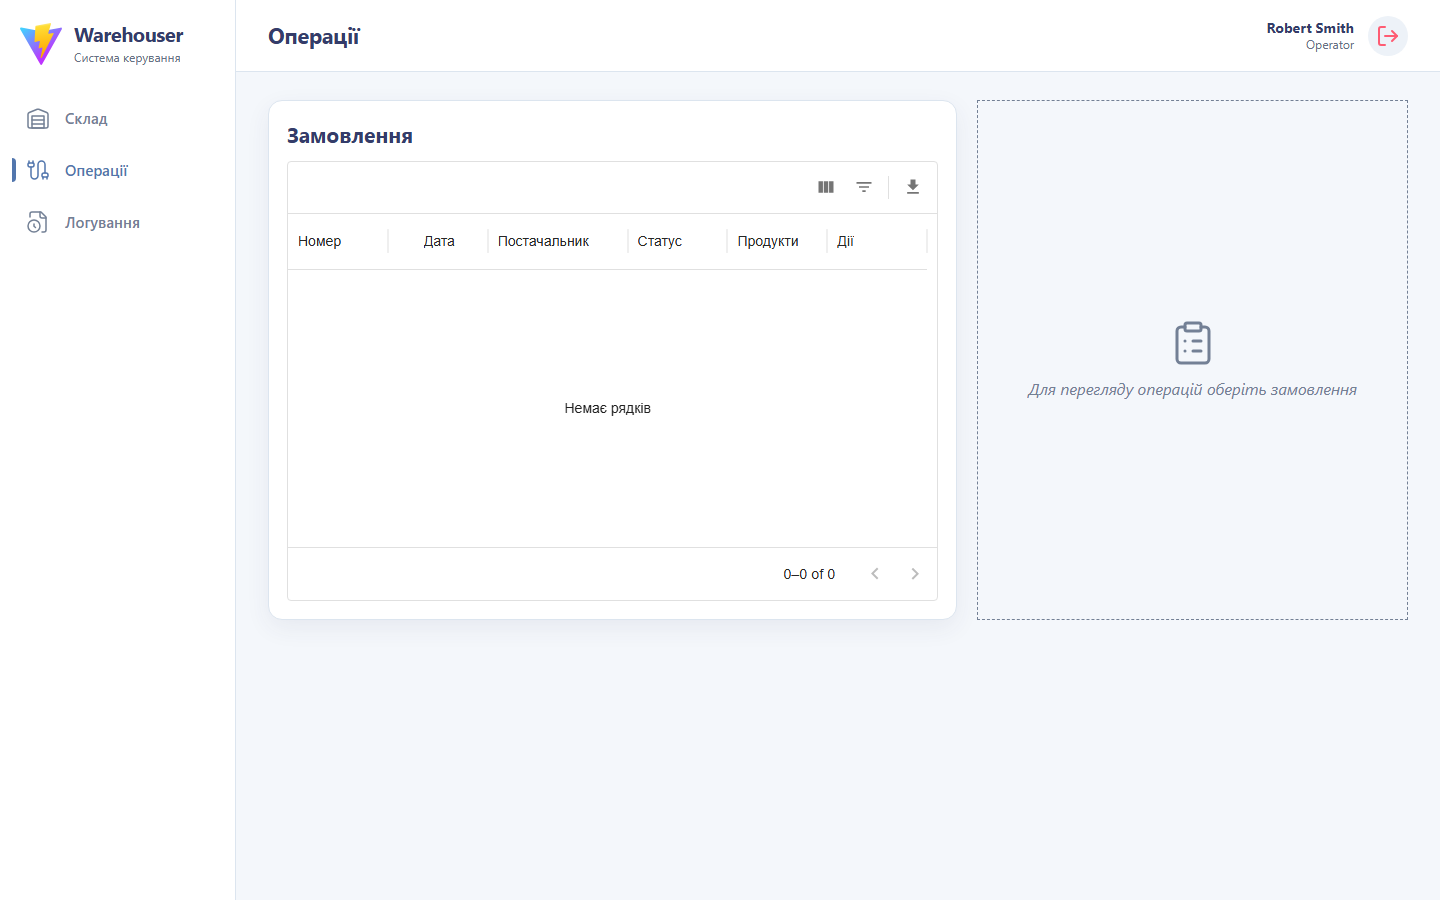 Warehouser
Система керування
Склад
Операції
Логування
Операції
Robert Smith
Operator
Замовлення
Номер Дата Постачальник Статус Продукти Дії
Немає рядків
0–0 of 0
Для перегляду операцій оберіть замовлення